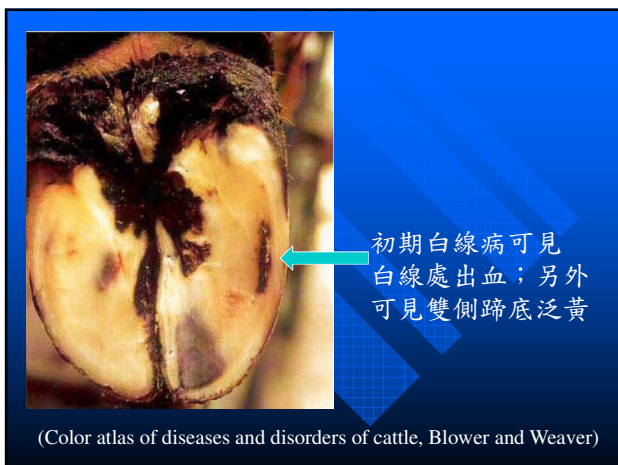 初期白線病可見
白線處出血；另外
可見雙側蹄底泛黃
(Color atlas of diseases and disorders of cattle, Blower and Weaver)